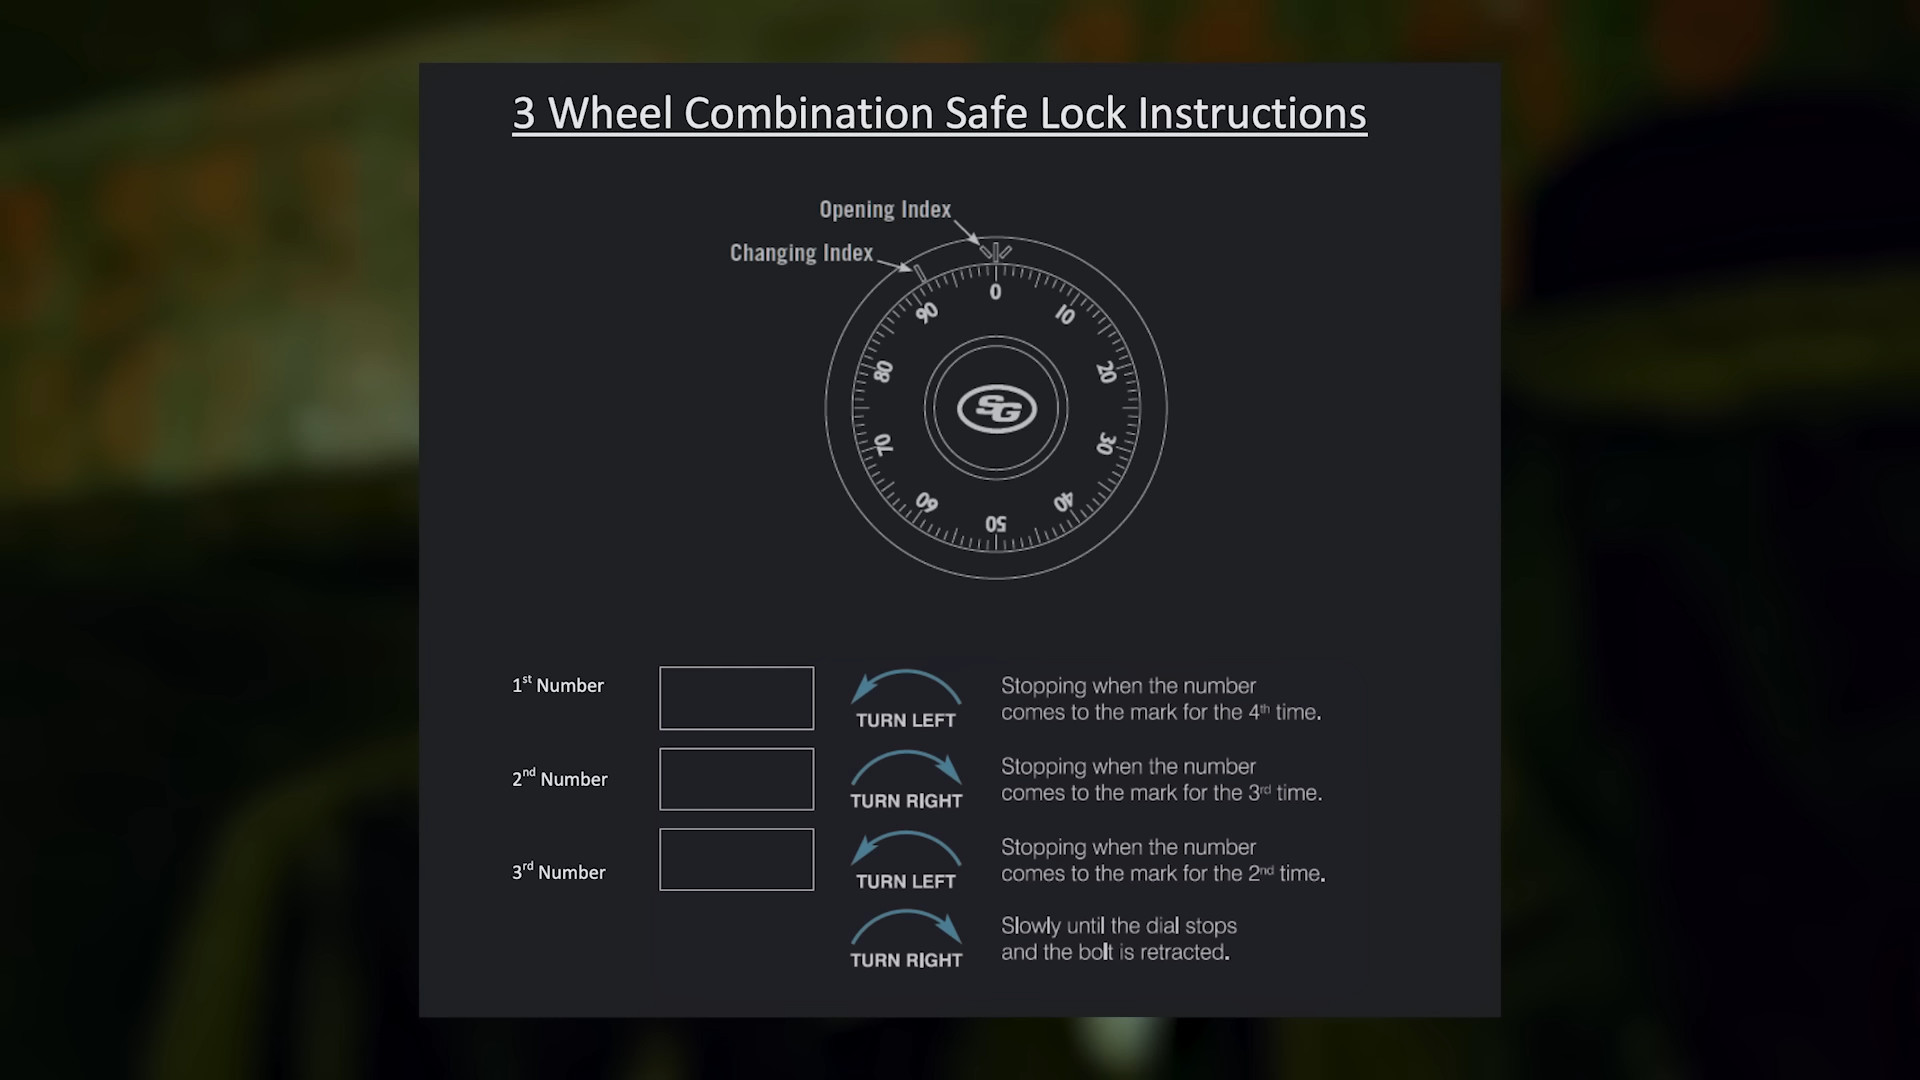 3 Wheel Combination Safe Lock Instructions
Opening Index
Changing Index
0
10
20
30
40
50
60
70
80
90
SG
1st Number
TURN LEFT
Stopping when the number
comes to the mark for the 4th time.
2nd Number
TURN RIGHT
Stopping when the number
comes to the mark for the 3rd time.
3rd Number
TURN LEFT
Stopping when the number
comes to the mark for the 2nd time.
TURN RIGHT
Slowly until the dial stops
and the bolt is retracted.